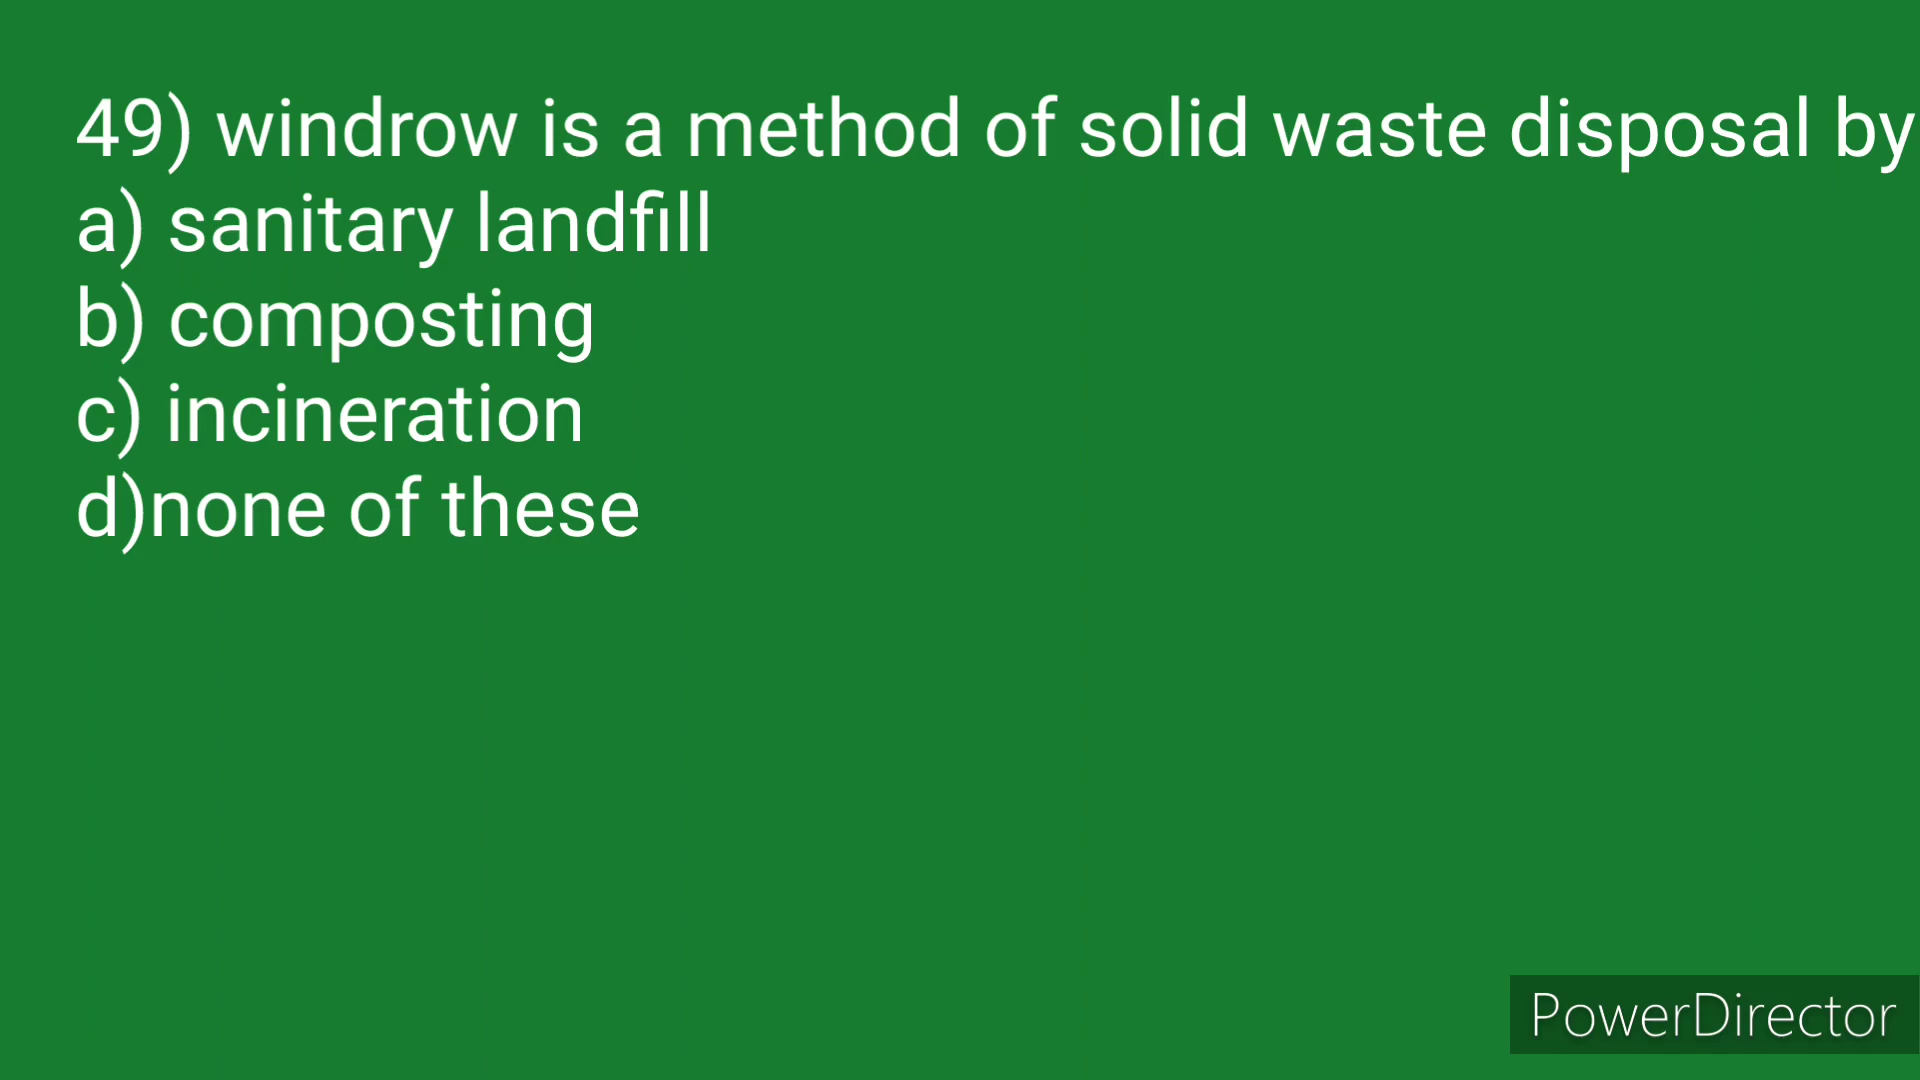 49) windrow is a method of solid waste disposal by
a) sanitary landfill
b) composting
c) incineration
d)none of these
PowerDirector